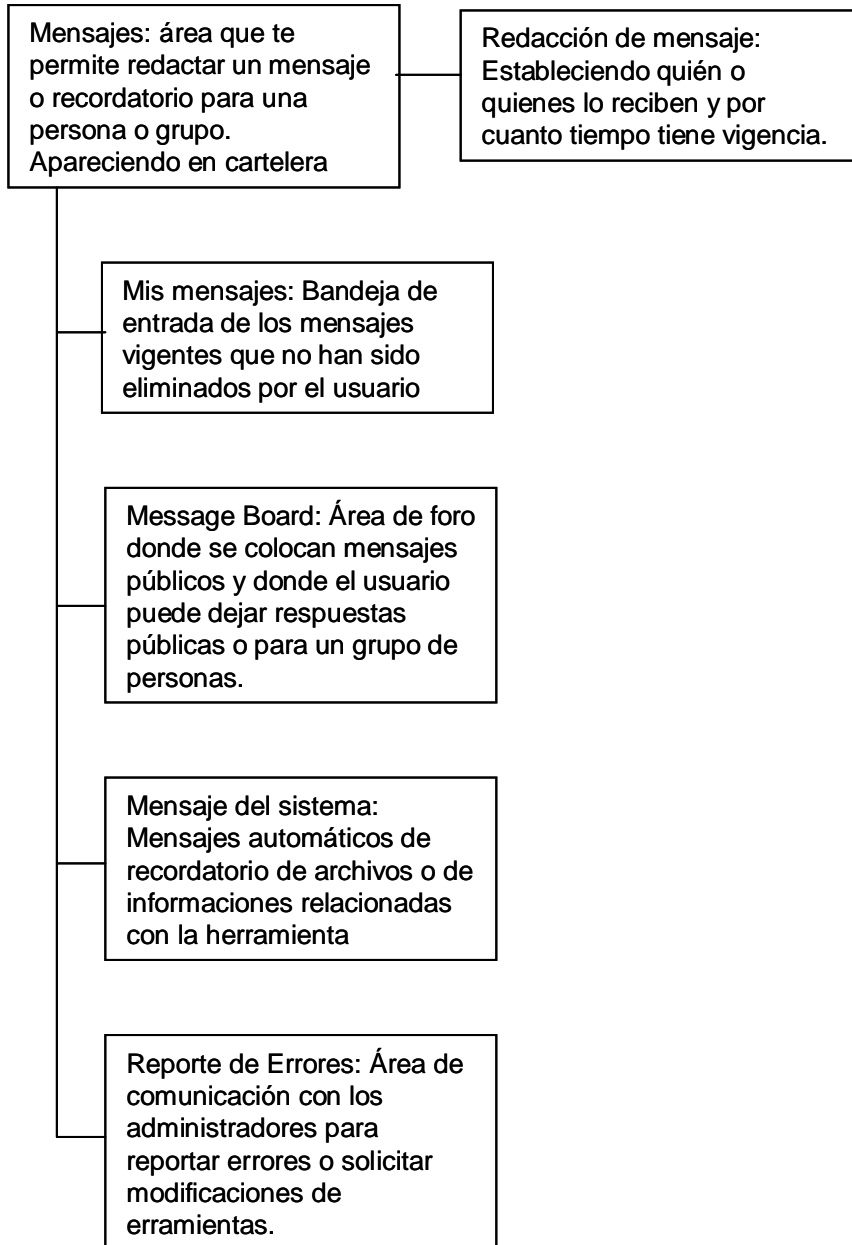 Mensajes: área que te
permite redactar un mensaje
o recordatorio para una
persona o grupo.
Apareciendo en cartelera
Redacción de mensaje:
Estableciendo quién o
quienes lo reciben y por
cuanto tiempo tiene vigencia.
Mis mensajes: Bandeja de
entrada de los mensajes
vigentes que no han sido
eliminados por el usuario
Message Board: Área de foro
donde se colocan mensajes
públicos y donde el usuario
puede dejar respuestas
públicas o para un grupo de
personas.
Mensaje del sistema:
Mensajes automáticos de
recordatorio de archivos o de
informaciones relacionadas
con la herramienta
Reporte de Errores: Área de
comunicación con los
administradores para
reportar errores o solicitar
modificaciones de
erramientas.